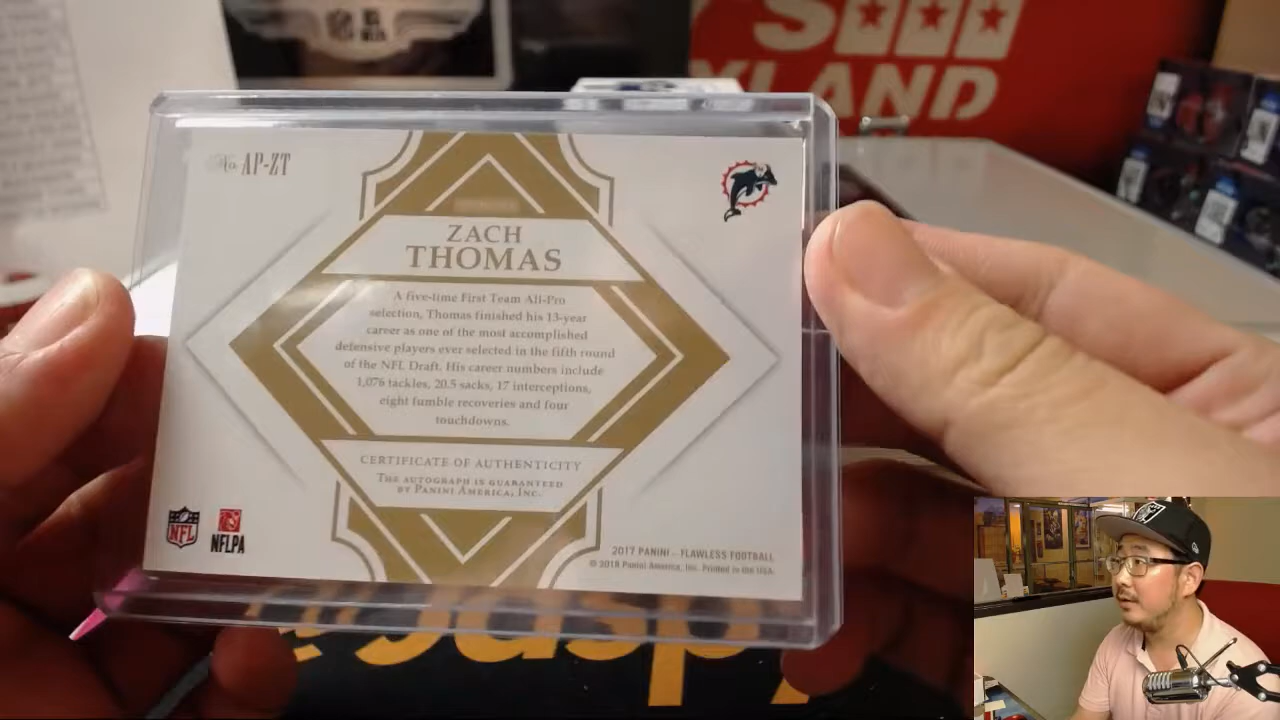 S
YLAND
No. AP-ZT
ZACH
THOMAS
A five-time First Team All-Pro
selection, Thomas finished his 13-year
career as one of the most accomplished
defensive players ever selected in the fifth round
of the NFL Draft. His career numbers include
1,076 tackles, 20.5 sacks, 17 interceptions,
eight fumble recoveries and four
touchdowns.
CERTIFICATE OF AUTHENTICITY
THE AUTOGRAPH IS GUARANTEED
BY PANINI AMERICA, INC.
NFL
NFLPA
2017 PANINI – FLAWLESS FOOTBALL
© 2018 Panini America, Inc. Printed in the USA.